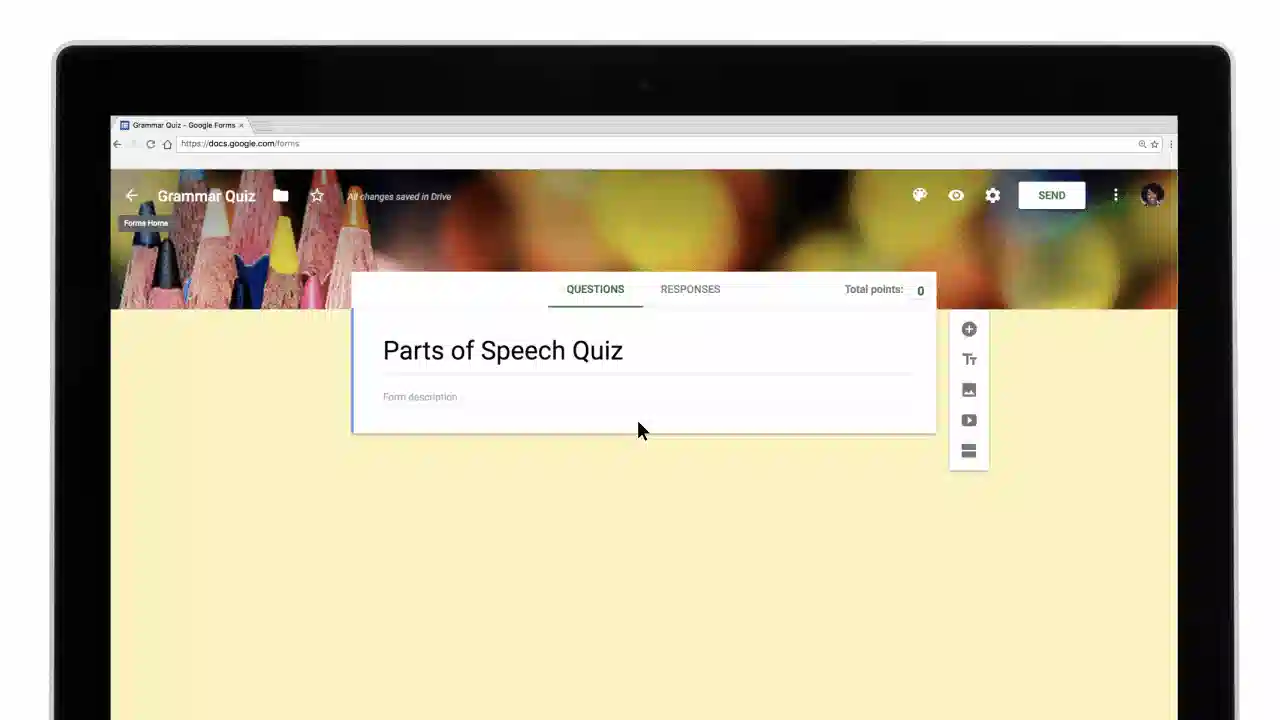 Grammar Quiz - Google Forms
https://docs.google.com/forms
Grammar Quiz
All changes saved in Drive
SEND
Forms Home
QUESTIONS
RESPONSES
Total points: 0
Parts of Speech Quiz
Form description
Tт